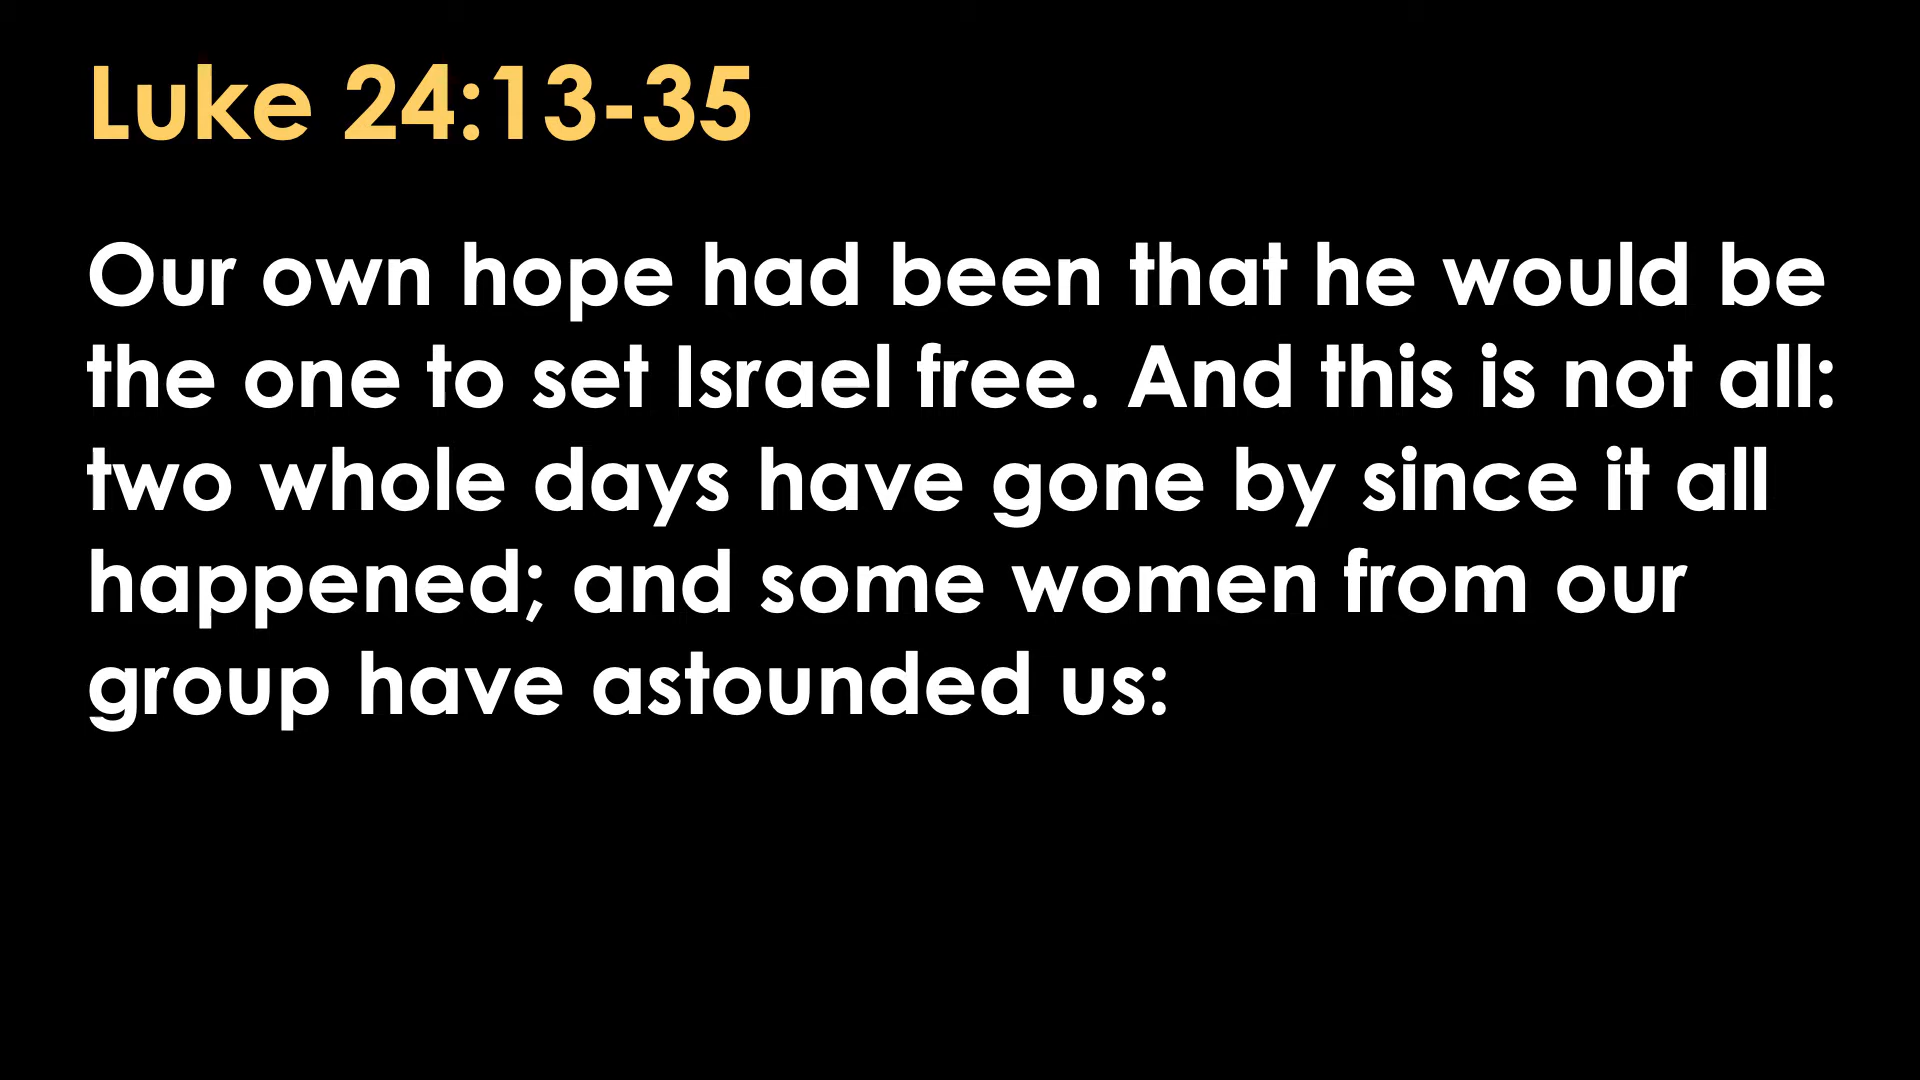 Luke 24:13-35
Our own hope had been that he would be
the one to set Israel free. And this is not all:
two whole days have gone by since it all
happened; and some women from our
group have astounded us: